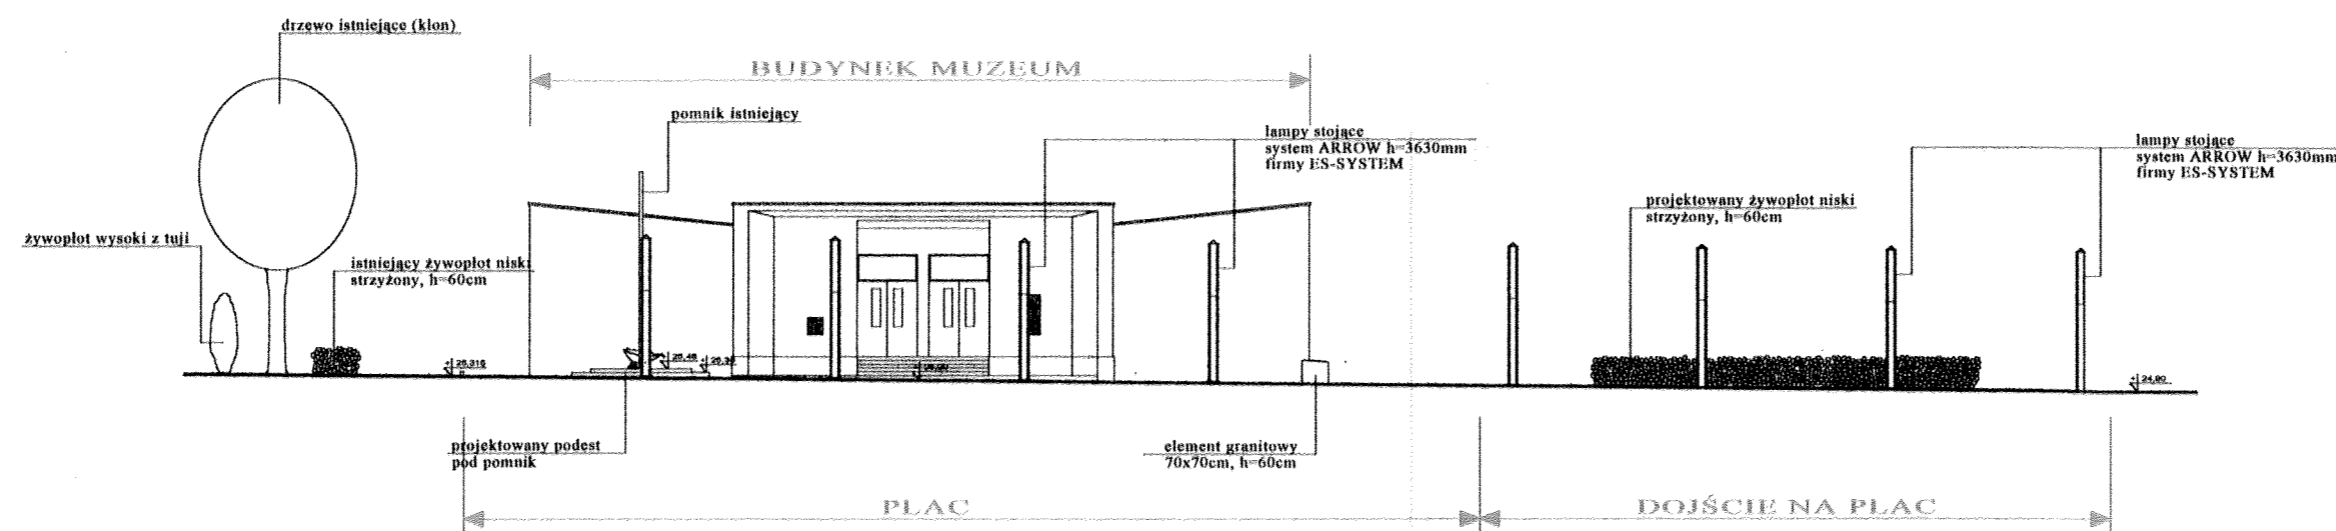 drzewo istniejące (klon)
BUDYNEK MUZEUM
pomnik istniejący
lampy stojące
system ARROW h=3630mm
firmy ES-SYSTEM
lampy stojące
system ARROW h=3630mm
firmy ES-SYSTEM
projektowany żywopłot niski
strzyżony, h=60cm
żywopłot wysoki z tuji
istniejący żywopłot niski
strzyżony, h=60cm
24,90
projektowany podest
pod pomnik
element granitowy
70x70cm, h=60cm
PLAC
DOJŚCIE NA PLAC